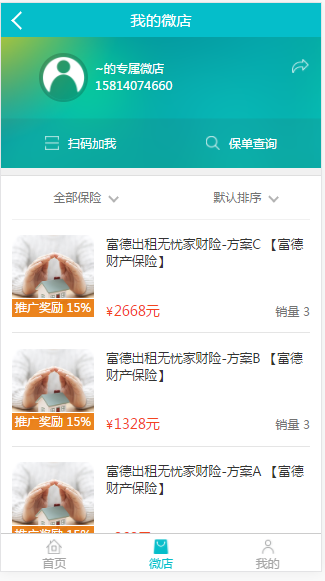 我的微店
~的专属微店
15814074660
扫码加我
保单查询
全部保险
默认排序
富德出租无忧家财险-方案C 【富德
财产保险】
推广奖励 15%
¥2668元
销量 3
富德出租无忧家财险-方案B 【富德
财产保险】
推广奖励 15%
¥1328元
销量 3
富德出租无忧家财险-方案A 【富德
财产保险】
推广奖励 15%
首页
微店
我的